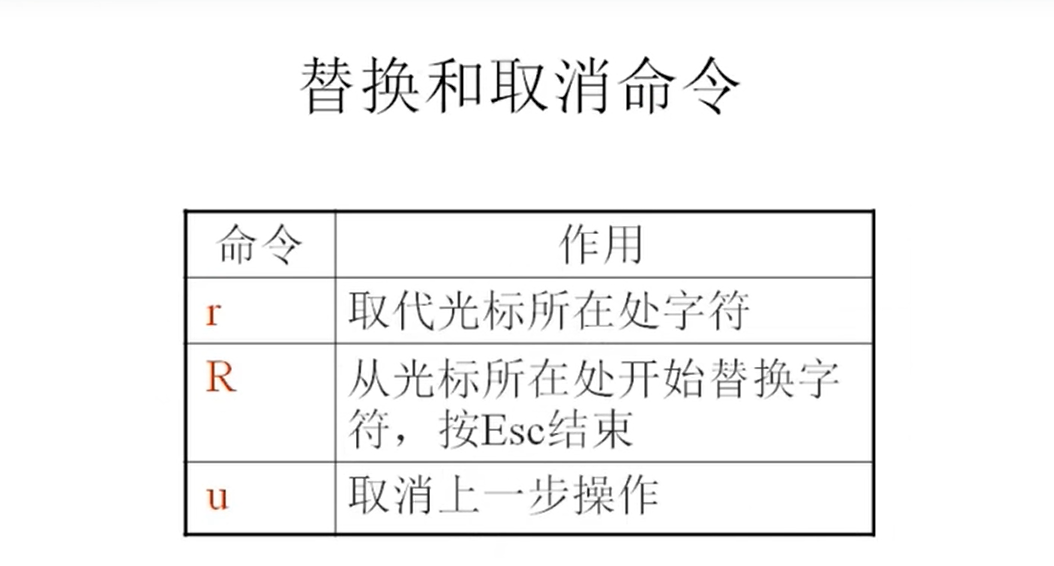 替换和取消命令
命令 作用
r 取代光标所在处字符
R 从光标所在处开始替换字
符，按Esc结束
u 取消上一步操作